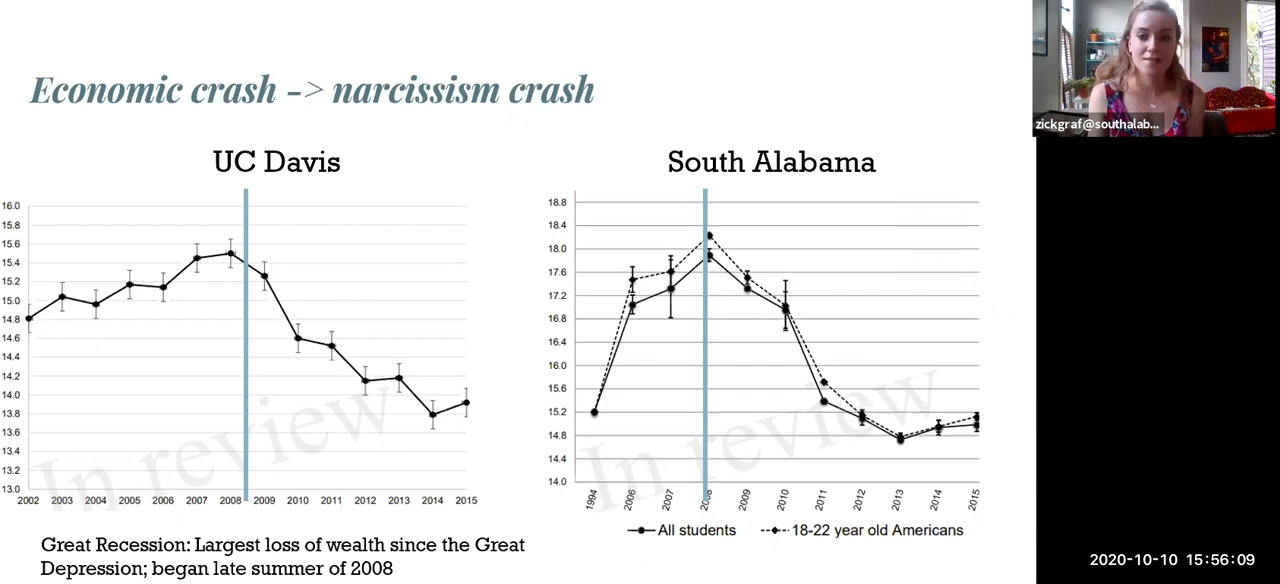 Economic crash -> narcissism crash
zickgraf@southalab...
UC Davis
16.0
15.8
15.6
15.4
15.2
15.0
14.8
14.6
14.4
14.2
14.0
13.8
13.6
13.4
13.2
13.0
2002 2003 2004 2005 2006 2007 2008 2009 2010 2011 2012 2013 2014 2015
In review
South Alabama
18.8
18.4
18.0
17.6
17.2
16.8
16.4
16.0
15.6
15.2
14.8
14.4
14.0
1994 2006 2007 2008 2009 2010 2011 2012 2013 2014 2015
In review
All students 18-22 year old Americans
Great Recession: Largest loss of wealth since the Great
Depression; began late summer of 2008
2020-10-10 15:56:09